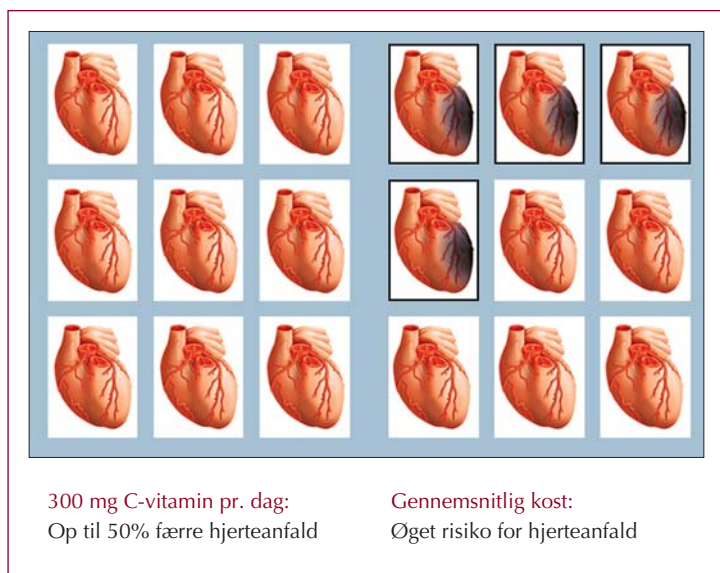 300 mg C-vitamin pr. dag:
Op til 50% færre hjerteanfald
Gennemsnitlig kost:
Øget risiko for hjerteanfald